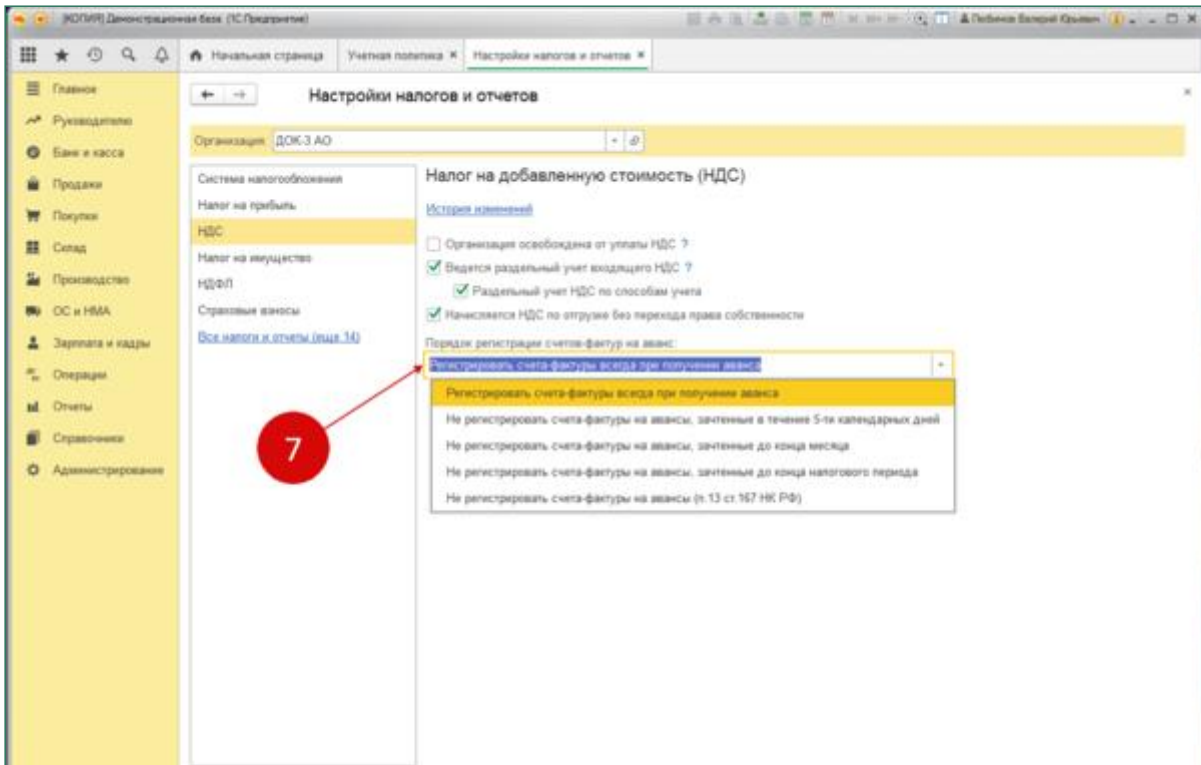 [КОПИЯ] Демонстрационная база (1С:Предприятие)
Начальная страница
Учетная политика
Настройки налогов и отчетов
Главное
Руководителю
Банк и касса
Продажи
Покупки
Склад
Производство
ОС и НМА
Зарплата и кадры
Операции
Отчеты
Справочники
Администрирование
Настройки налогов и отчетов
Организация: ДОК-3 АО
Система налогообложения
Налог на прибыль
НДС
Налог на имущество
НДФЛ
Страховые взносы
Все налоги и отчеты (еще 14)
Налог на добавленную стоимость (НДС)
История изменений
Организация освобождена от уплаты НДС ?
Ведется раздельный учет входящего НДС ?
Раздельный учет НДС по способам учета
Начисляется НДС по отгрузке без перехода права собственности
Порядок регистрации счетов-фактур на аванс:
Регистрировать счета-фактуры всегда при получении аванса
Регистрировать счета-фактуры всегда при получении аванса
Не регистрировать счета-фактуры на авансы, зачтенные в течение 5-ти календарных дней
Не регистрировать счета-фактуры на авансы, зачтенные до конца месяца
Не регистрировать счета-фактуры на авансы, зачтенные до конца налогового периода
Не регистрировать счета-фактуры на авансы (п.13 ст.167 НК РФ)
7